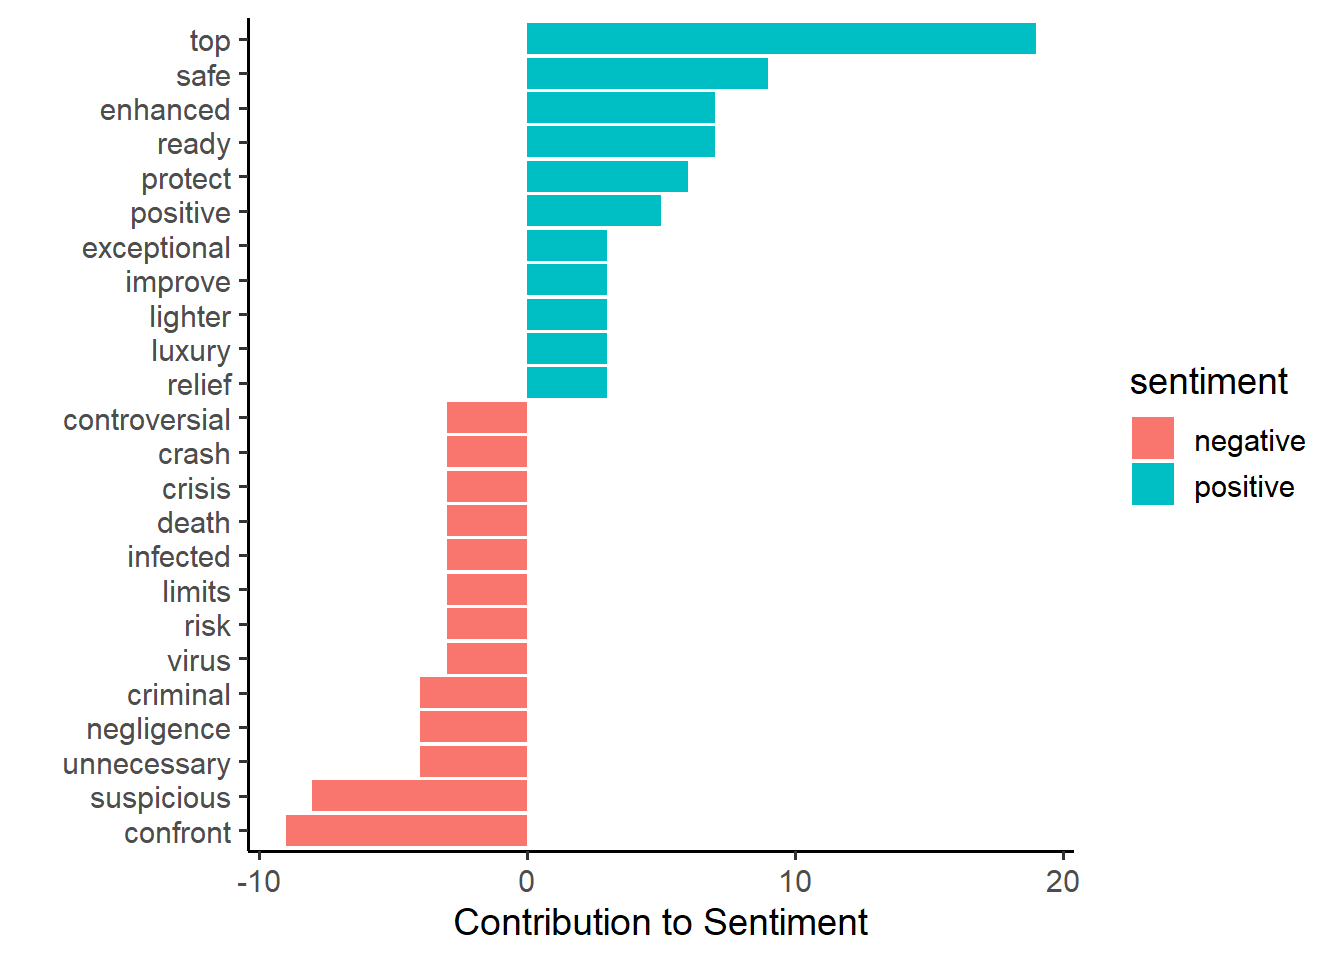 top
safe
enhanced
ready
protect
positive
exceptional
improve
lighter
luxury
relief
controversial
crash
crisis
death
infected
limits
risk
virus
criminal
negligence
unnecessary
suspicious
confront
-10 0 10 20
Contribution to Sentiment
sentiment
negative
positive